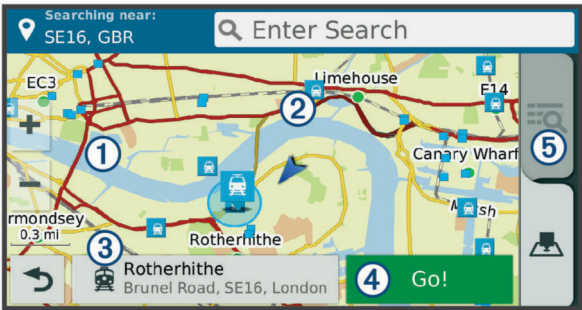 Searching near:
SE16, GBR
Enter Search
EC3
Limehouse
E14
2
1
5
+
Canary Wharf
−
rmondsey
0.3 mi
3
Rotherhithe
Rotherhithe
Brunel Road, SE16, London
4
Go!